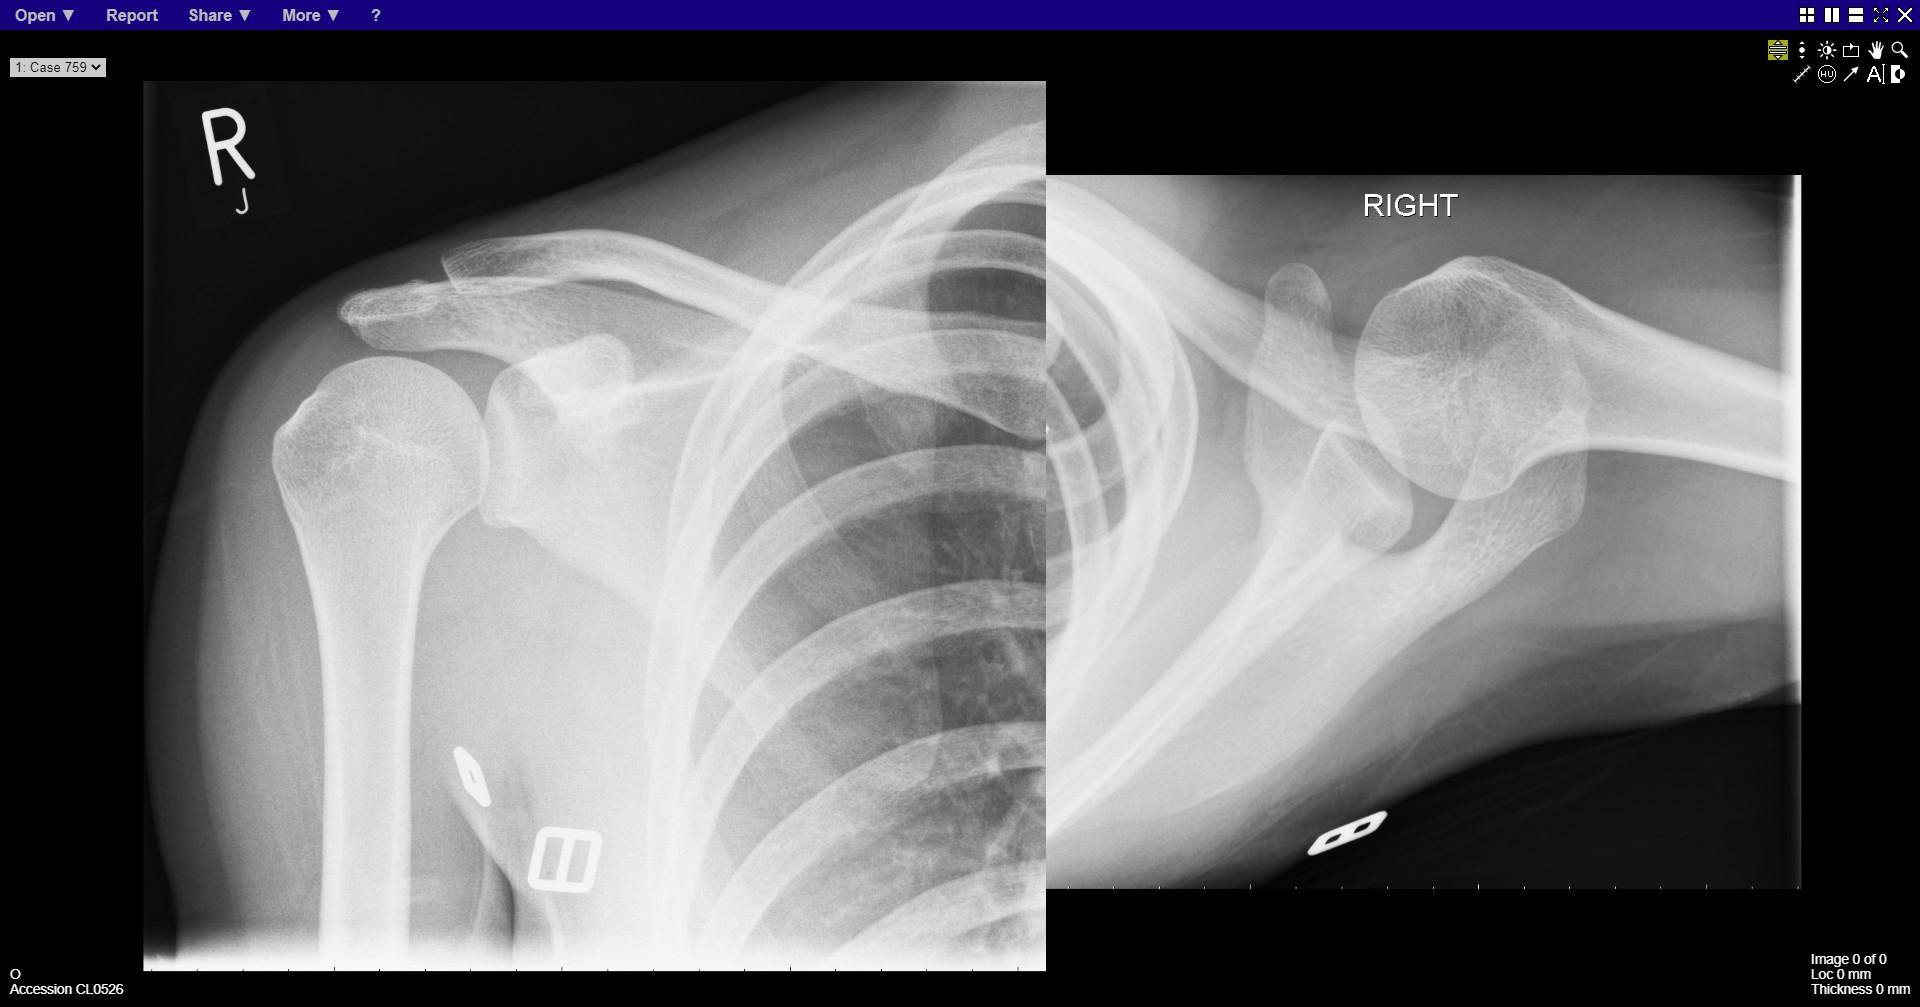 Open ▼ Report Share ▼ More ▼ ?
1: Case 759
HU
A
R
J
RIGHT
O
Accession CL0526
Image 0 of 0
Loc 0 mm
Thickness 0 mm